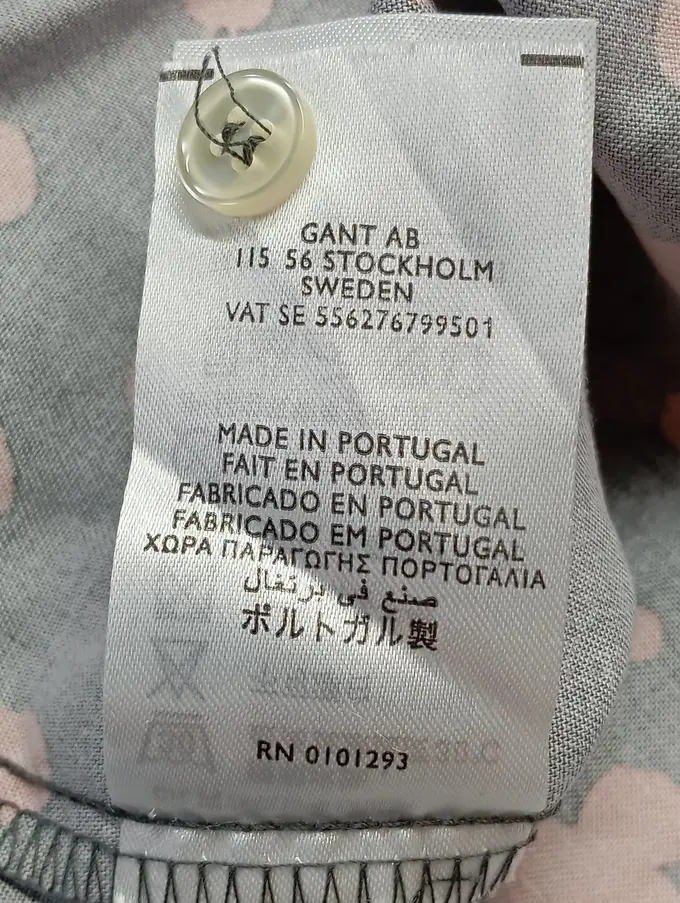 GANT AB
115 56 STOCKHOLM
SWEDEN
VAT SE 556276799501
MADE IN PORTUGAL
FAIT EN PORTUGAL
FABRICADO EN PORTUGAL
FABRICADO EM PORTUGAL
ΧΩΡΑ ΠΑΡΑΓΩΓΗΣ ΠΟΡΤΟΓΑΛΙΑ
صنع في برتغال
ポルトガル製
RN 0101293